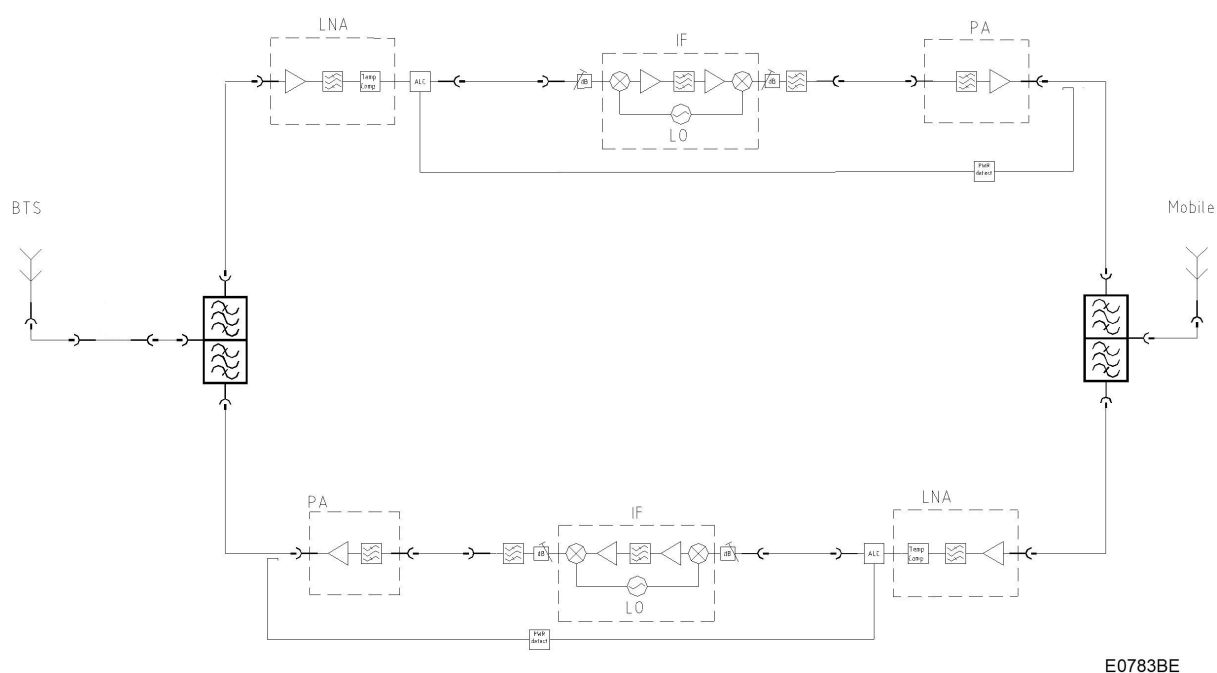 LNA
IF
PA
Temp
Comp
ALC
dB
dB
LO
PWR
detect
BTS
Mobile
PA
IF
LNA
dB
dB
ALC
Temp
Comp
LO
PWR
detect
E0783BE